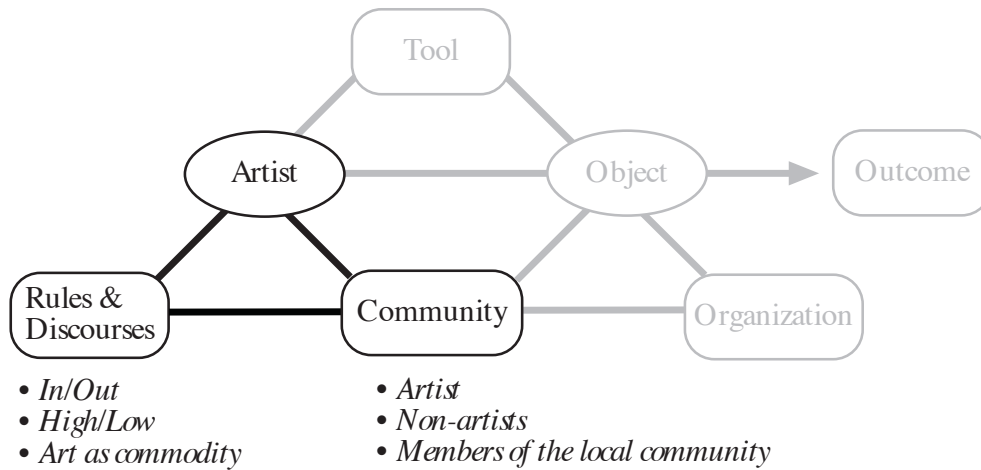 Tool
Artist
Object
Outcome
Rules &
Discourses
Community
Organization
• In/Out
• High/Low
• Art as commodity
• Artist
• Non-artists
• Members of the local community